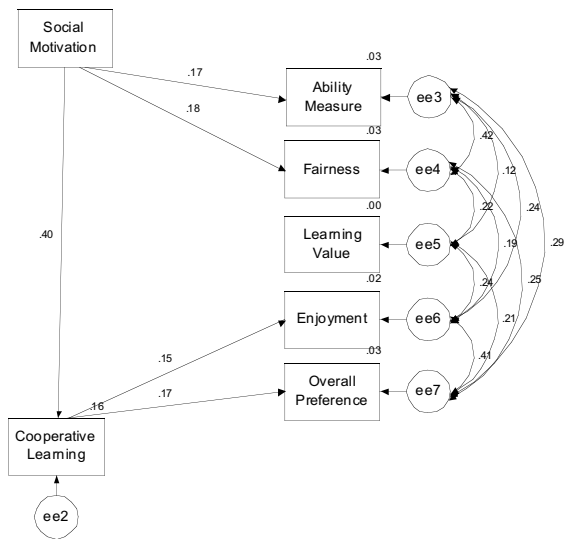 Social
Motivation
.03
.17
Ability
Measure
ee3
.18
.03
.42
Fairness
ee4
.12
.00
.22
.24
Learning
Value
ee5
.40
.19
.29
.02
.24
.25
Enjoyment
ee6
.21
.03
.15
.41
Overall
Preference
ee7
.17
.16
Cooperative
Learning
ee2